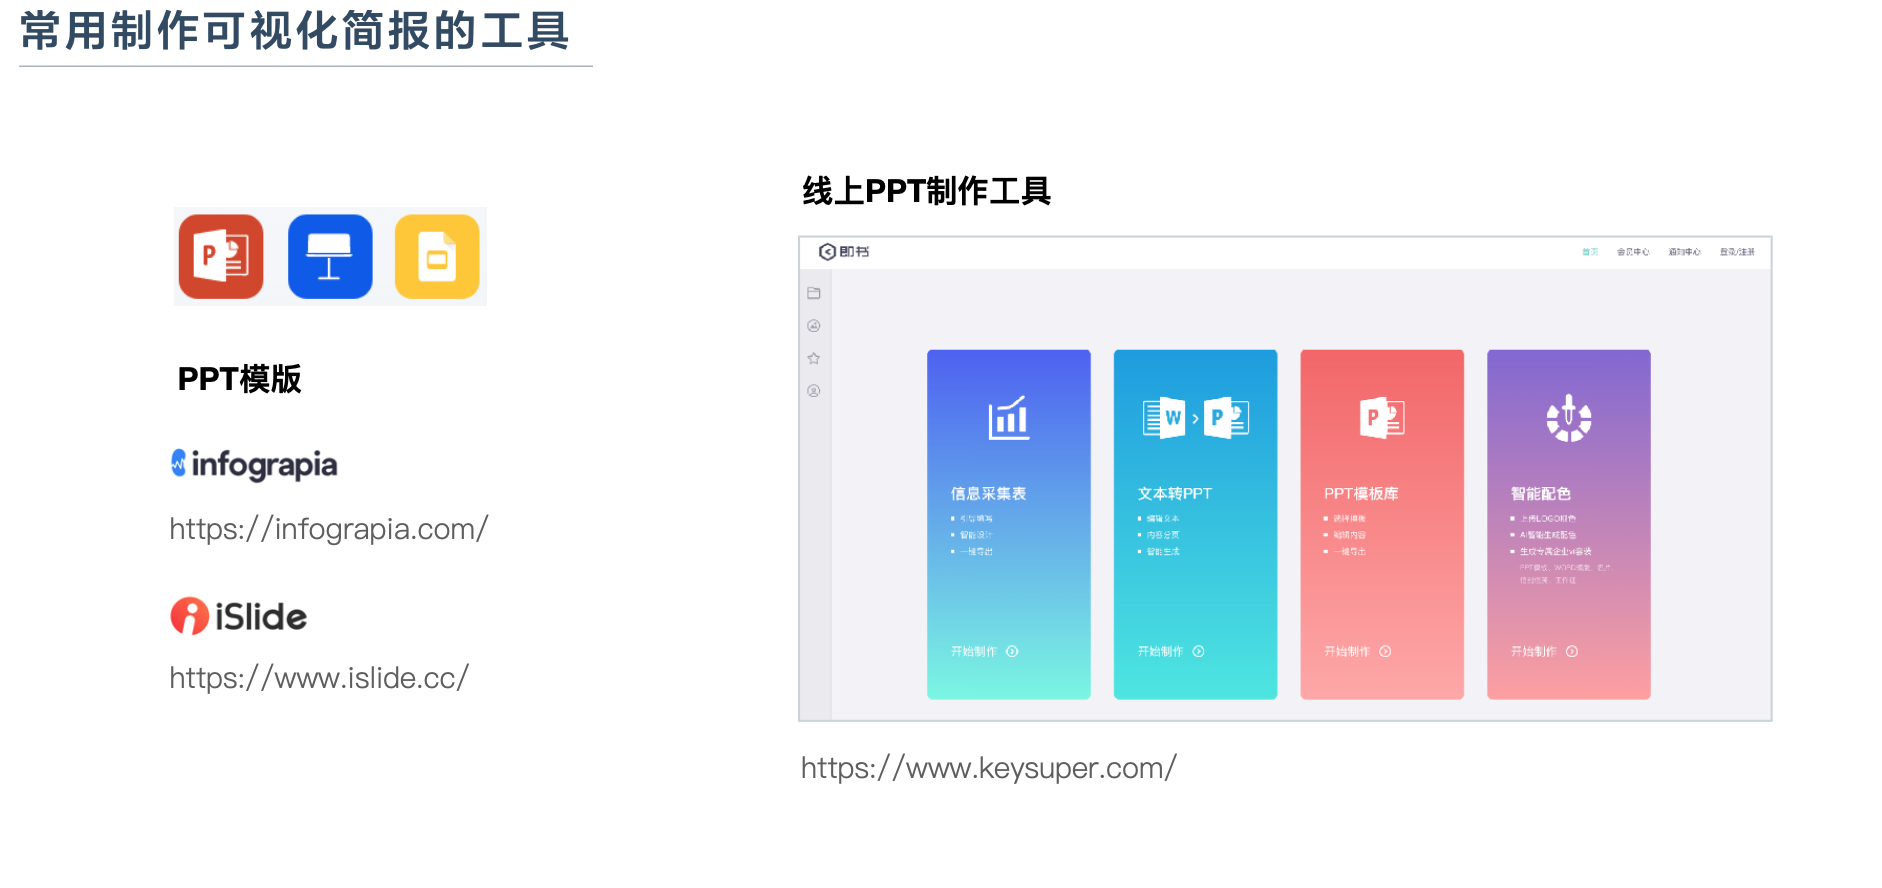 常用制作可视化简报的工具
PPT模版
infograpia
https://infograpia.com/
iSlide
https://www.islide.cc/
线上PPT制作工具
即书
首页 会员中心 通知中心 登录/注册
信息采集表
引导填写
智能设计
一键导出
开始制作
文本转PPT
编辑文本
内容分页
智能生成
开始制作
PPT模板库
选择模板
编辑内容
一键导出
开始制作
智能配色
上传LOGO配色
AI智能生成配色
生成专属企业vi套装
开始制作
https://www.keysuper.com/